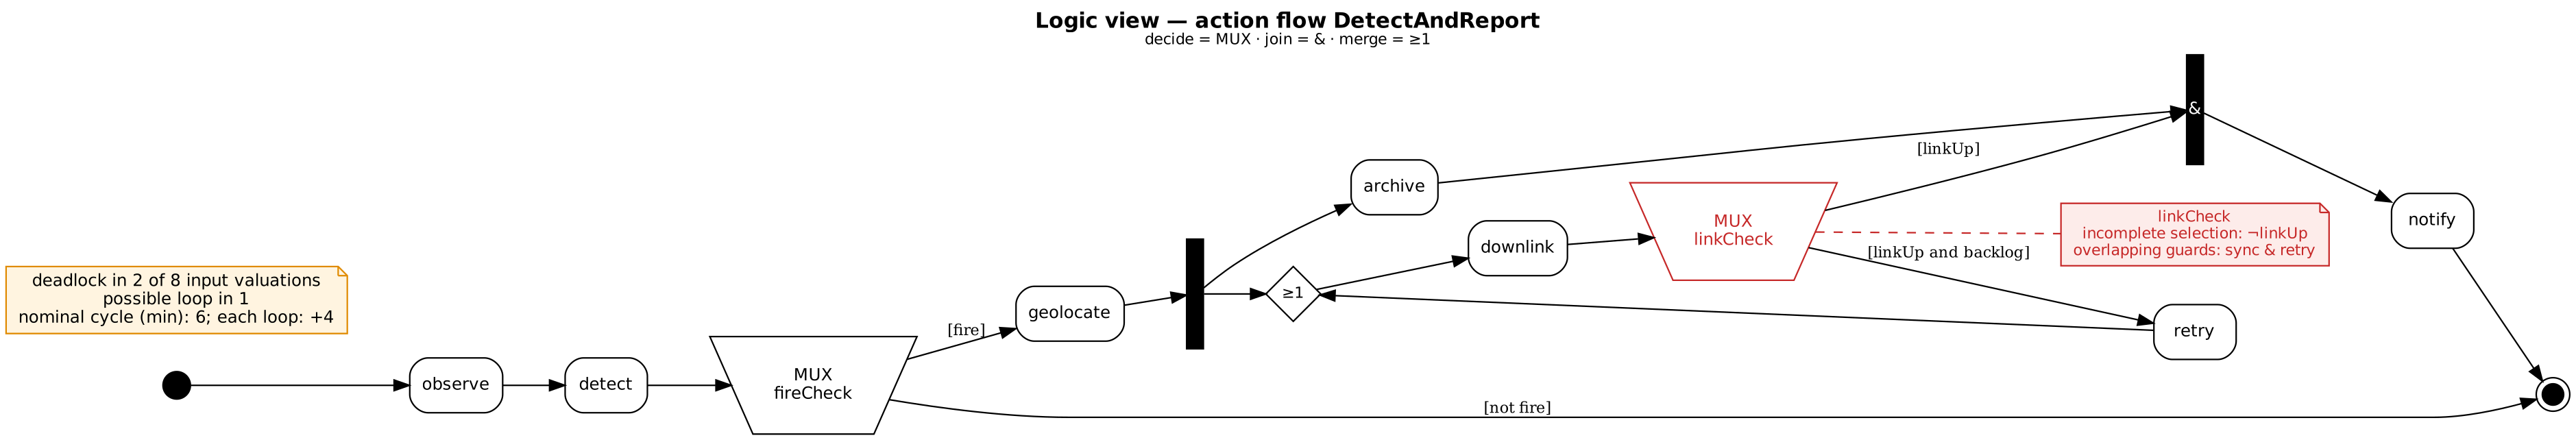 Logic view — action flow DetectAndReport
decide = MUX · join = & · merge = ≥1
deadlock in 2 of 8 input valuations
possible loop in 1
nominal cycle (min): 6; each loop: +4
observe
detect
MUX
fireCheck
[fire]
[not fire]
geolocate
archive
≥1
downlink
MUX
linkCheck
[linkUp]
[linkUp and backlog]
&
linkCheck
incomplete selection: ¬linkUp
overlapping guards: sync & retry
retry
notify